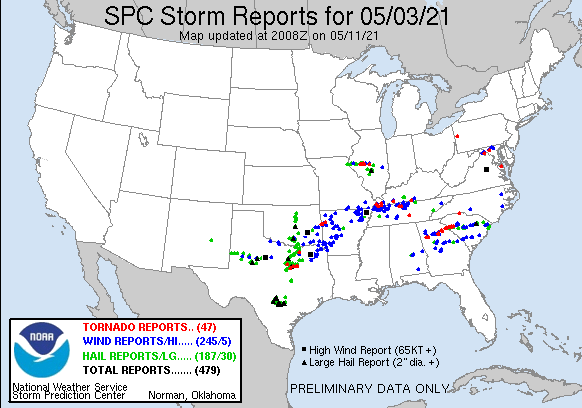 SPC Storm Reports for 05/03/21
Map updated at 2008Z on 05/11/21
TORNADO REPORTS.. (47)
WIND REPORTS/HI..... (245/5)
HAIL REPORTS/LG..... (187/30)
TOTAL REPORTS....... (479)
NOAA
National Weather Service
Storm Prediction Center Norman, Oklahoma
High Wind Report (65KT +)
Large Hail Report (2" dia. +)
PRELIMINARY DATA ONLY